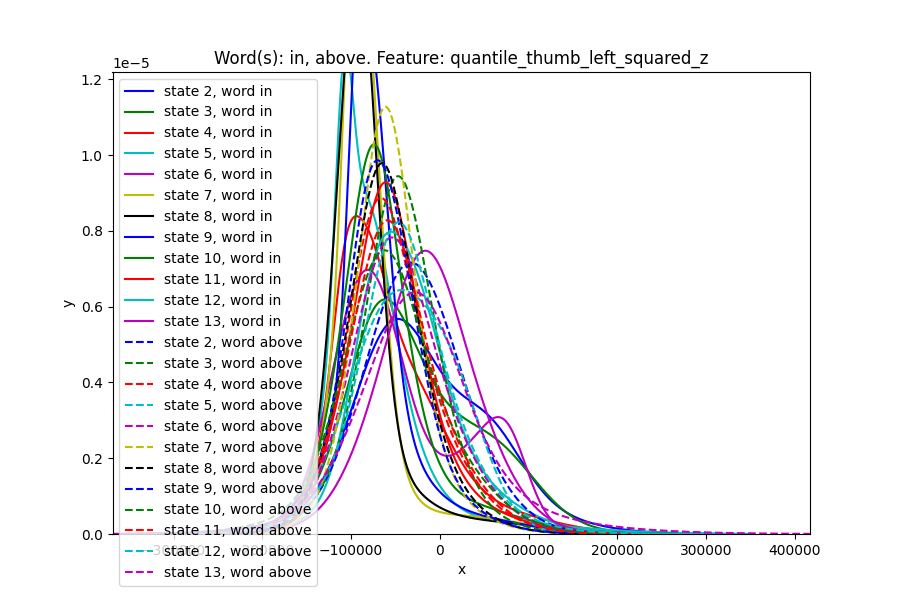 Word(s): in, above. Feature: quantile_thumb_left_squared_z
1e−5
1.2
1.0
0.8
0.6
0.4
0.2
0.0
y
state 2, word in
state 3, word in
state 4, word in
state 5, word in
state 6, word in
state 7, word in
state 8, word in
state 9, word in
state 10, word in
state 11, word in
state 12, word in
state 13, word in
state 2, word above
state 3, word above
state 4, word above
state 5, word above
state 6, word above
state 7, word above
state 8, word above
state 9, word above
state 10, word above
state 11, word above
state 12, word above
state 13, word above
−300000 −200000 −100000 0 100000 200000 300000 400000
x